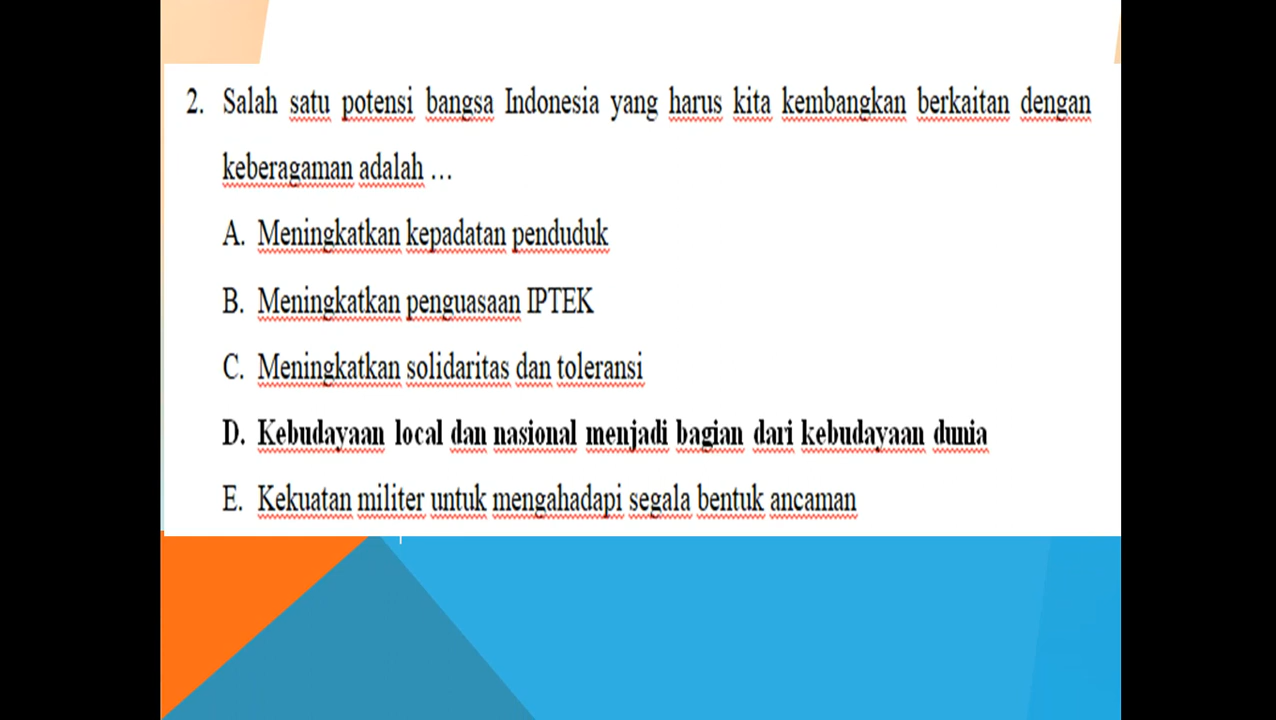 2. Salah satu potensi bangsa Indonesia yang harus kita kembangkan berkaitan dengan
keberagaman adalah ...
A. Meningkatkan kepadatan penduduk
B. Meningkatkan penguasaan IPTEK
C. Meningkatkan solidaritas dan toleransi
D. Kebudayaan local dan nasional menjadi bagian dari kebudayaan dunia
E. Kekuatan militer untuk mengahadapi segala bentuk ancaman